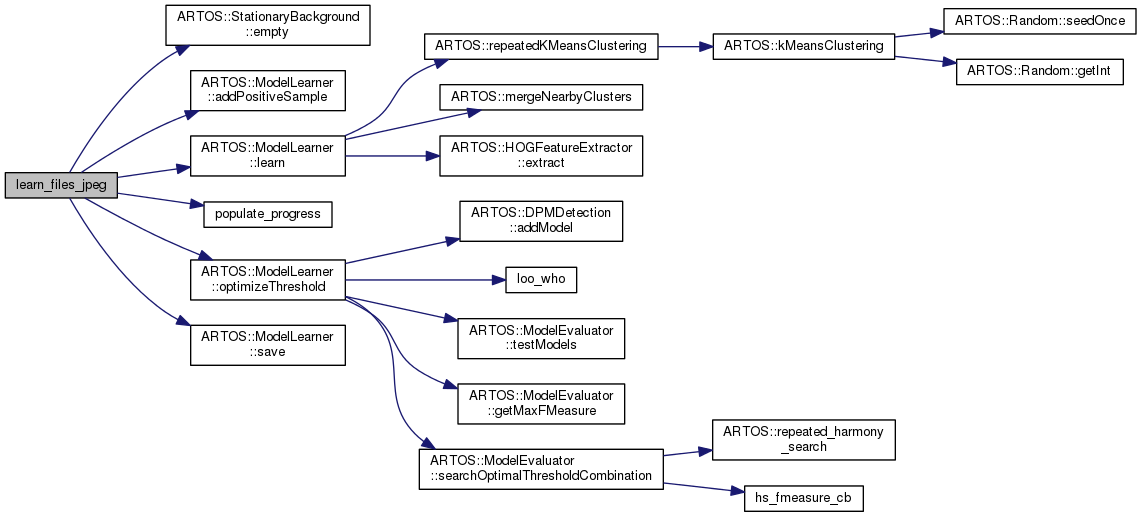 learn_files_jpeg
ARTOS::StationaryBackground
::empty
ARTOS::ModelLearner
::addPositiveSample
ARTOS::ModelLearner
::learn
populate_progress
ARTOS::ModelLearner
::optimizeThreshold
ARTOS::ModelLearner
::save
ARTOS::repeatedKMeansClustering
ARTOS::mergeNearbyClusters
ARTOS::HOGFeatureExtractor
::extract
ARTOS::DPMDetection
::addModel
loo_who
ARTOS::ModelEvaluator
::testModels
ARTOS::ModelEvaluator
::getMaxFMeasure
ARTOS::ModelEvaluator
::searchOptimalThresholdCombination
ARTOS::kMeansClustering
ARTOS::Random::seedOnce
ARTOS::Random::getInt
ARTOS::repeated_harmony
_search
hs_fmeasure_cb